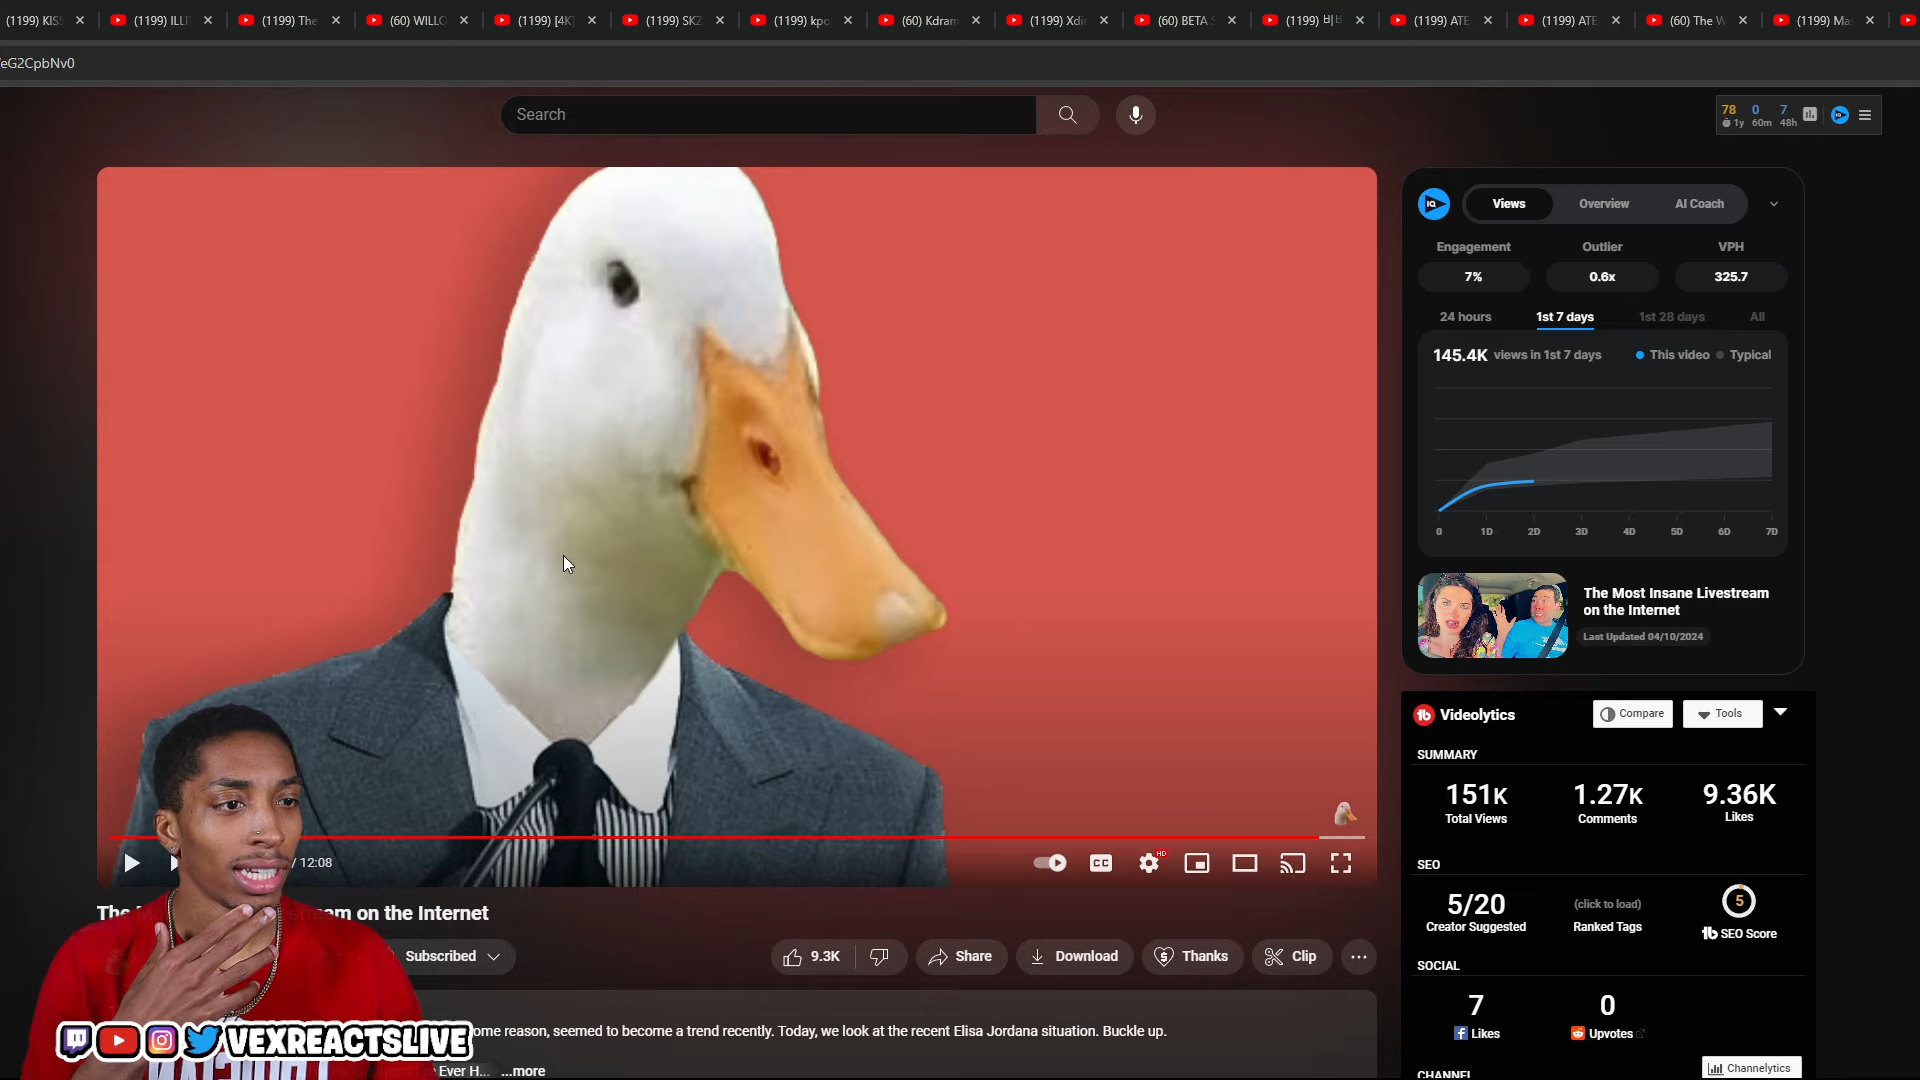 (1199) KISS
(1199) ILLI
(1199) The
(60) WILLO
(1199) [4K]
(1199) SKZ
(1199) kpo
(60) Kdram
(1199) Xdi
(60) BETA S
(1199) 비비
(1199) ATE
(1199) ATE
(60) The W
(1199) Ma
eG2CpbNv0
Search
78 0 7
1y 60m 48h
IQ
Views Overview AI Coach
Engagement Outlier VPH
7% 0.6x 325.7
24 hours 1st 7 days 1st 28 days All
145.4K views in 1st 7 days This video Typical
0 1D 2D 3D 4D 5D 6D 7D
The Most Insane Livestream
on the Internet
Last Updated 04/10/2024
/ 12:08
CC
HD
Videolytics Compare Tools
SUMMARY
151K 1.27K 9.36K
Total Views Comments Likes
SEO
5/20 (click to load) 5
Creator Suggested Ranked Tags SEO Score
SOCIAL
7 0
Likes Upvotes
CHANNEL Channelytics
on the Internet
Subscribed
9.3K Share Download Thanks Clip
ome reason, seemed to become a trend recently. Today, we look at the recent Elisa Jordana situation. Buckle up.
Ever H... ...more
VEXREACTSLIVE